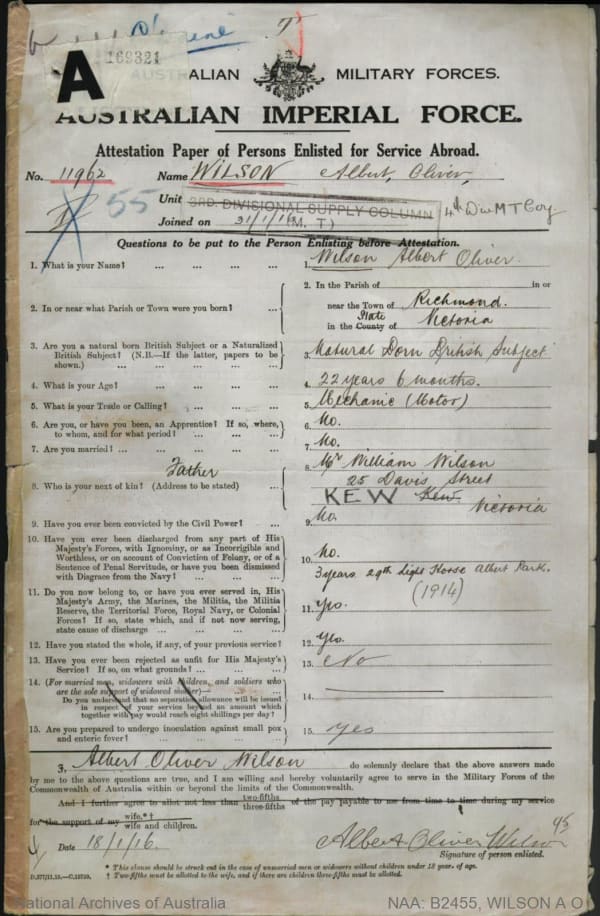 169321
A
ALIAN MILITARY FORCES.
AUSTRALIAN IMPERIAL FORCE.
Attestation Paper of Persons Enlisted for Service Abroad.
No. 11962 Name WILSON Albert, Oliver,
55
Unit 3RD. DIVISIONAL SUPPLY COLUMN (M. T) 4th Div M T Coy
Joined on 31/1/16
Questions to be put to the Person Enlisting before Attestation.
1. What is your Name? ... ... ... ... 1. Wilson Albert Oliver.
2. In or near what Parish or Town were you born? ... 2. In the Parish of in or
near the Town of Richmond.
State
in the County of Victoria
3. Are you a natural born British Subject or a Naturalized British Subject? (N.B.—If the latter, papers to be shown.) ... ... ... ... 3. Natural Born British Subject
4. What is your Age? ... ... ... ... 4. 22 years 6 months.
5. What is your Trade or Calling? ... ... ... 5. Mechanic (Motor)
6. Are you, or have you been, an Apprentice? If so, where, to whom, and for what period? ... ... ... 6. No.
7. Are you married? ... ... ... ... 7. No.
Father
8. Who is your next of kin? (Address to be stated) ... 8. Mr William Wilson
25 Davis Street
KEW Kew Victoria
9. Have you ever been convicted by the Civil Power? ... 9. No.
10. Have you ever been discharged from any part of His Majesty's Forces, with Ignominy, or as Incorrigible and Worthless, or on account of Conviction of Felony, or of a Sentence of Penal Servitude, or have you been dismissed with Disgrace from the Navy? ... ... ... 10. No.
3 years 29th Light Horse Albert Park.
(1914)
11. Do you now belong to, or have you ever served in, His Majesty's Army, the Marines, the Militia, the Militia Reserve, the Territorial Force, Royal Navy, or Colonial Forces? If so, state which, and if not now serving, state cause of discharge ... ... ... 11. Yes.
12. Have you stated the whole, if any, of your previous service? 12. Yes.
13. Have you ever been rejected as unfit for His Majesty's Service? If so, on what grounds? ... ... 13. No
14. (For married men, widowers with children, and soldiers who are the sole support of widowed mother)—
Do you understand that no separation allowance will be issued in respect of your service beyond an amount which together with pay would reach eight shillings per day? 14.
15. Are you prepared to undergo inoculation against small pox and enteric fever? ... ... ... ... 15. Yes
I, Albert Oliver Wilson do solemnly declare that the above answers made
by me to the above questions are true, and I am willing and hereby voluntarily agree to serve in the Military Forces of the
Commonwealth of Australia within or beyond the limits of the Commonwealth.
And I further agree to allot not less than two-fifths three-fifths of the pay payable to me from time to time during my service
for the support of my wife.*† wife and children.
Date 18/1/16. Albert Oliver Wilson
Signature of person enlisted.
* This clause should be struck out in the case of unmarried men or widowers without children under 18 years of age.
† Two-fifths must be allotted to the wife, and if there are children three-fifths must be allotted.
National Archives of Australia NAA: B2455, WILSON A O